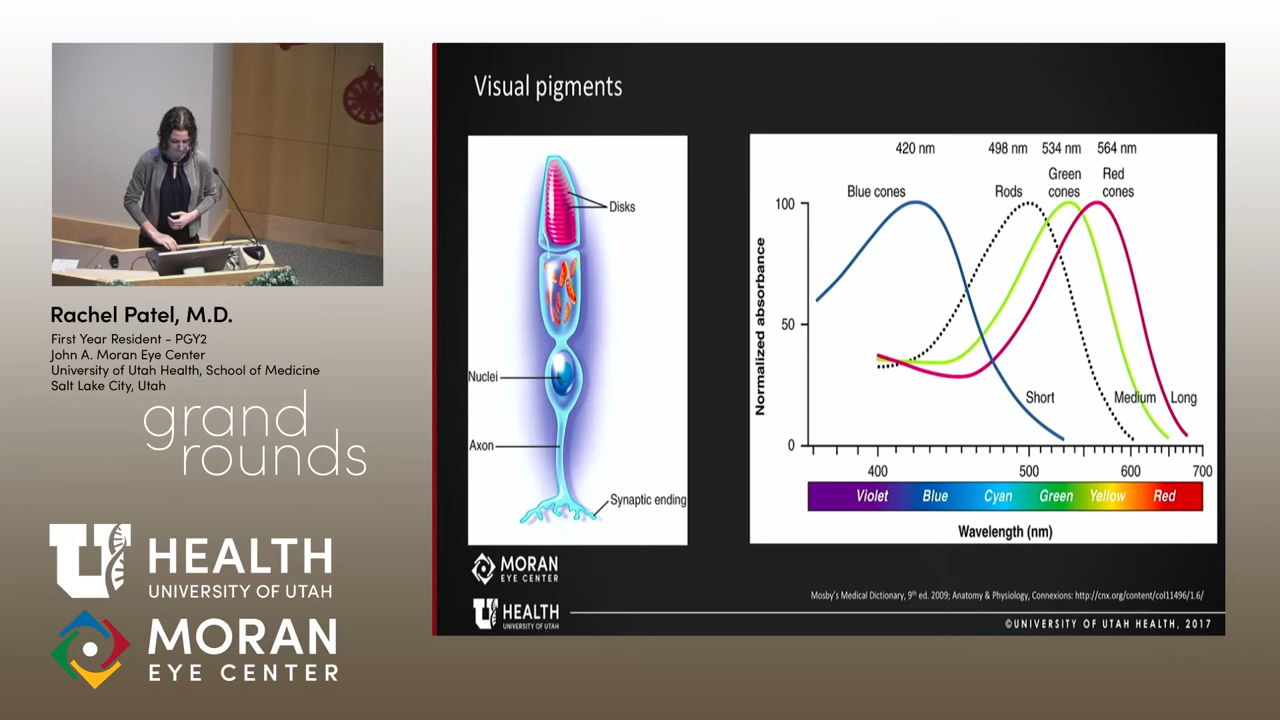 Rachel Patel, M.D.
First Year Resident - PGY2
John A. Moran Eye Center
University of Utah Health, School of Medicine
Salt Lake City, Utah
grand
rounds
U HEALTH
UNIVERSITY OF UTAH
MORAN
EYE CENTER
Visual pigments
Disks
Nuclei
Axon
Synaptic ending
420 nm 498 nm 534 nm 564 nm
Blue cones
Rods
Green
cones
Red
cones
Normalized absorbance
100
50
0
Short
Medium
Long
400 500 600 700
Violet Blue Cyan Green Yellow Red
Wavelength (nm)
MORAN
EYE CENTER
Mosby's Medical Dictionary, 9th ed. 2009; Anatomy & Physiology, Connexions: http://cnx.org/content/col11496/1.6/
U HEALTH
UNIVERSITY OF UTAH
©UNIVERSITY OF UTAH HEALTH, 2017